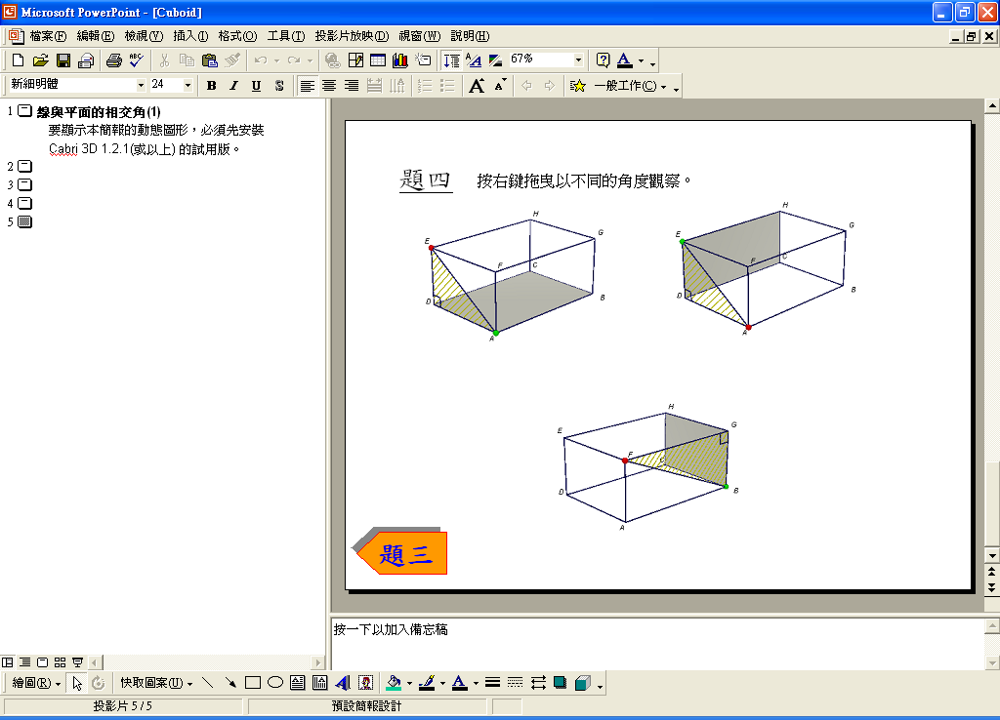 Microsoft PowerPoint - [Cuboid]
檔案(F) 編輯(E) 檢視(V) 插入(I) 格式(O) 工具(T) 投影片放映(D) 視窗(W) 說明(H)
67%
新細明體 24 B I U S 一般工作(C)
1 線與平面的相交角(1)
要顯示本簡報的動態圖形，必須先安裝
Cabri 3D 1.2.1(或以上) 的試用版。
2
3
4
5
題四 按右鍵拖曳以不同的角度觀察。
H
G
E
F
C
D
B
A
H
G
E
F
C
D
B
A
H
G
E
F
C
D
B
A
題三
按一下以加入備忘稿
繪圖(R) 快取圖案(U)
投影片 5 / 5 預設簡報設計